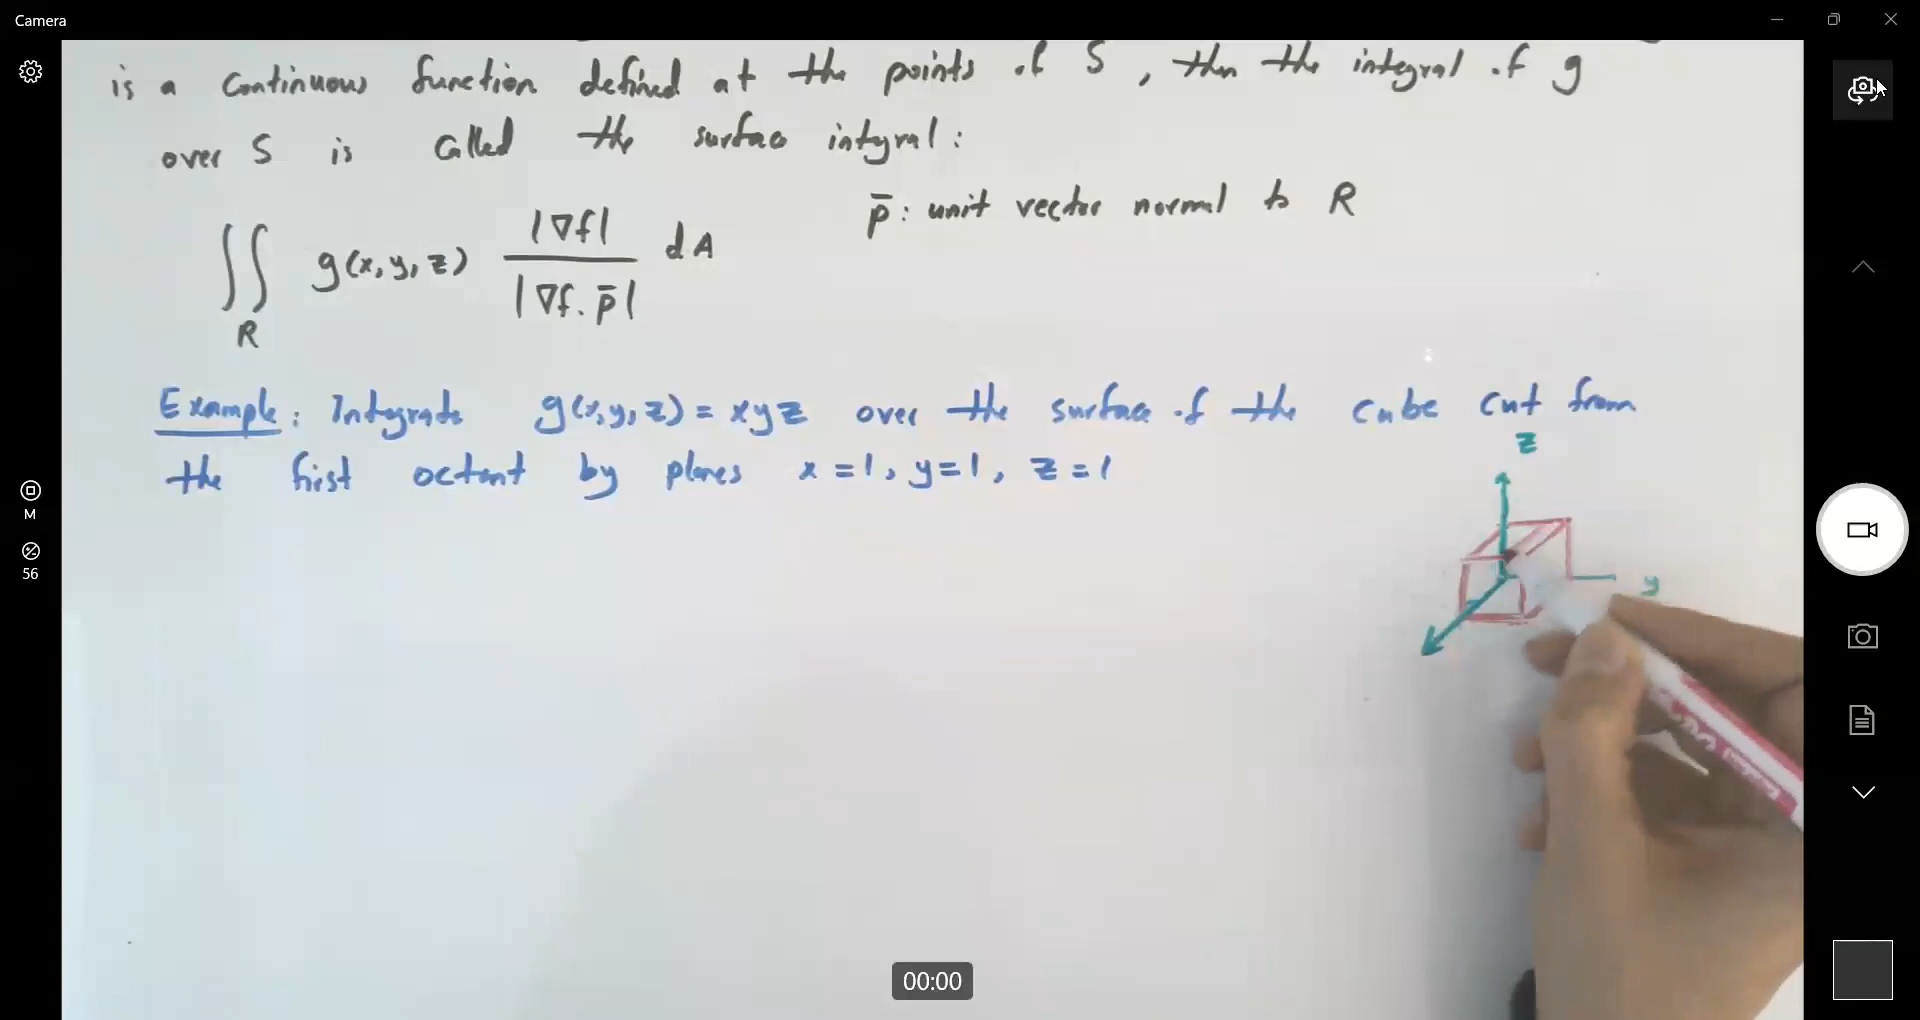 Camera
is a continuous function defined at the points of S, then the integral of g
over S is called the surface integral:
p̄: unit vector normal to R
∬_R g(x,y,z) |∇f| / |∇f · p̄| dA
Example: Integrate g(x,y,z) = xyz over the surface of the cube cut from
the first octant by planes x=1, y=1, z=1
z
y
M
56
00:00